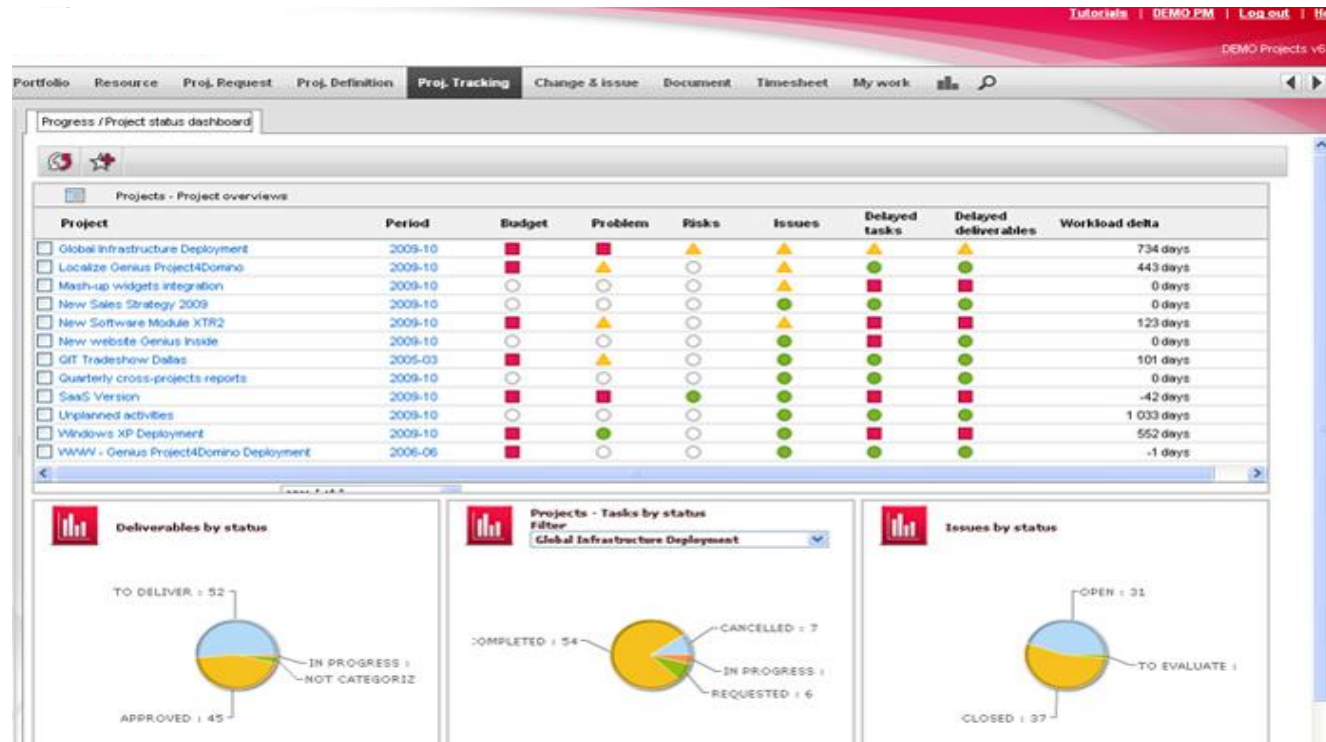 Tutorials | DEMO PM | Log out |
DEMO Projects v6
Portfolio Resource Proj. Request Proj. Definition Proj. Tracking Change & issue Document Timesheet My work
Progress /Project status dashboard
Projects - Project overviews
Project Period Budget Problem Risks Issues Delayed tasks Delayed deliverables Workload delta
Global Infrastructure Deployment 2009-10 734 days
Localize Genius Project4Domino 2009-10 443 days
Mash-up widgets integration 2009-10 0 days
New Sales Strategy 2009 2009-10 0 days
New Software Module XTR2 2009-10 123 days
New website Genius Inside 2009-10 0 days
GIT Tradeshow Dallas 2005-03 101 days
Quarterly cross-projects reports 2009-10 0 days
SaaS Version 2009-10 -42 days
Unplanned activities 2009-10 1 033 days
Windows XP Deployment 2009-10 552 days
WWW - Genius Project4Domino Deployment 2006-06 -1 days
Deliverables by status
TO DELIVER : 52
IN PROGRESS :
NOT CATEGORIZ
APPROVED : 45
Projects - Tasks by status
Filter
Global Infrastructure Deployment
COMPLETED : 54
CANCELLED : 7
IN PROGRESS :
REQUESTED : 6
Issues by status
OPEN : 31
TO EVALUATE :
CLOSED : 37